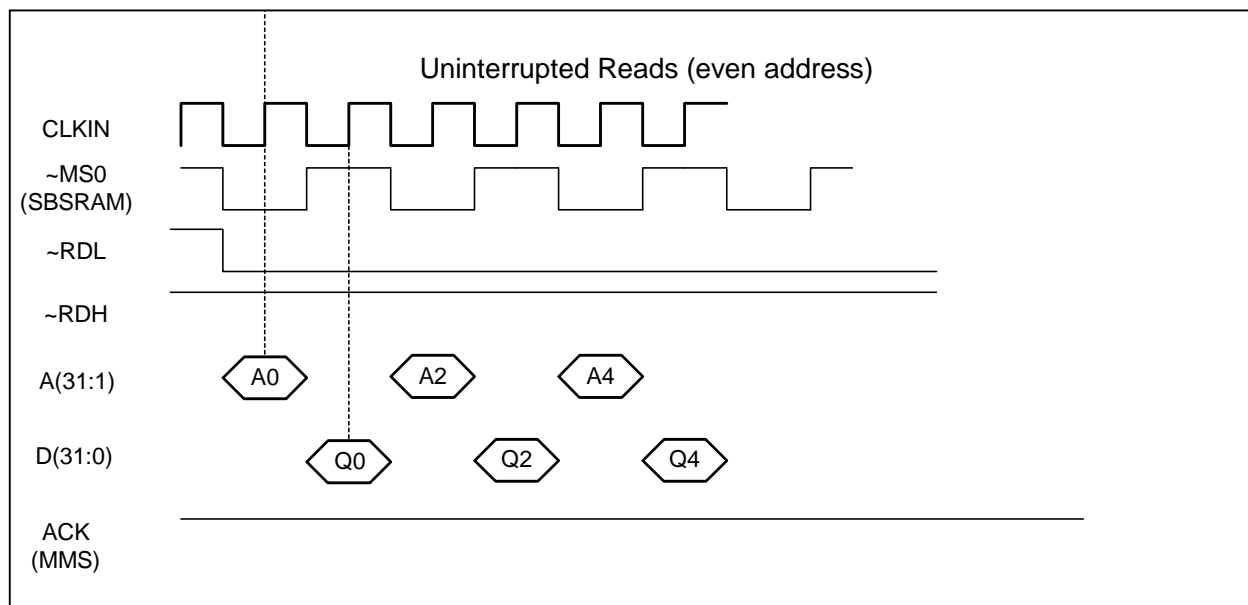 Uninterrupted Reads (even address)
CLKIN
~MS0
(SBSRAM)
~RDL
~RDH
A(31:1)
A0
A2
A4
D(31:0)
Q0
Q2
Q4
ACK
(MMS)